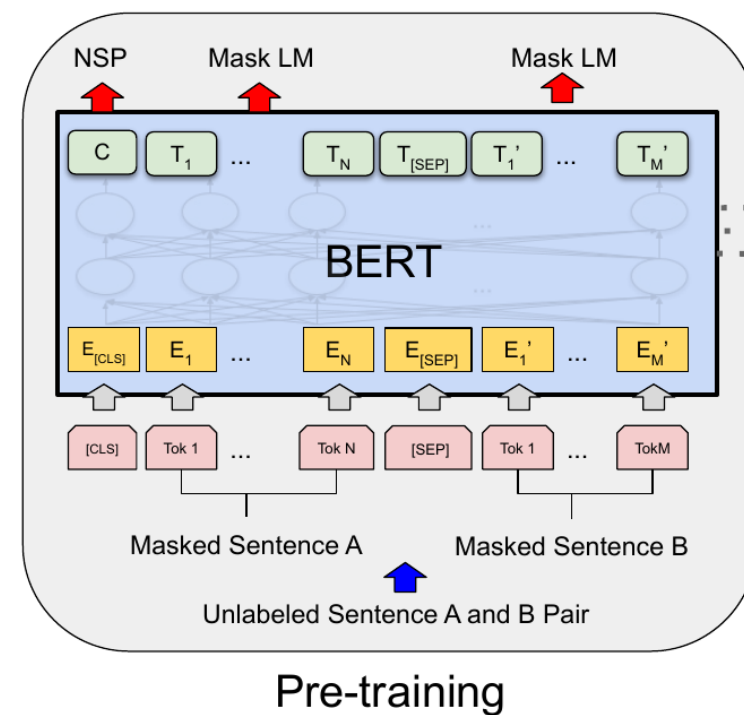 NSP Mask LM Mask LM
C T1 ... TN T[SEP] T1’ ... TM’
...
BERT
...
E[CLS] E1 ... EN E[SEP] E1’ ... EM’
[CLS] Tok 1 ... Tok N [SEP] Tok 1 ... TokM
Masked Sentence A Masked Sentence B
Unlabeled Sentence A and B Pair
Pre-training